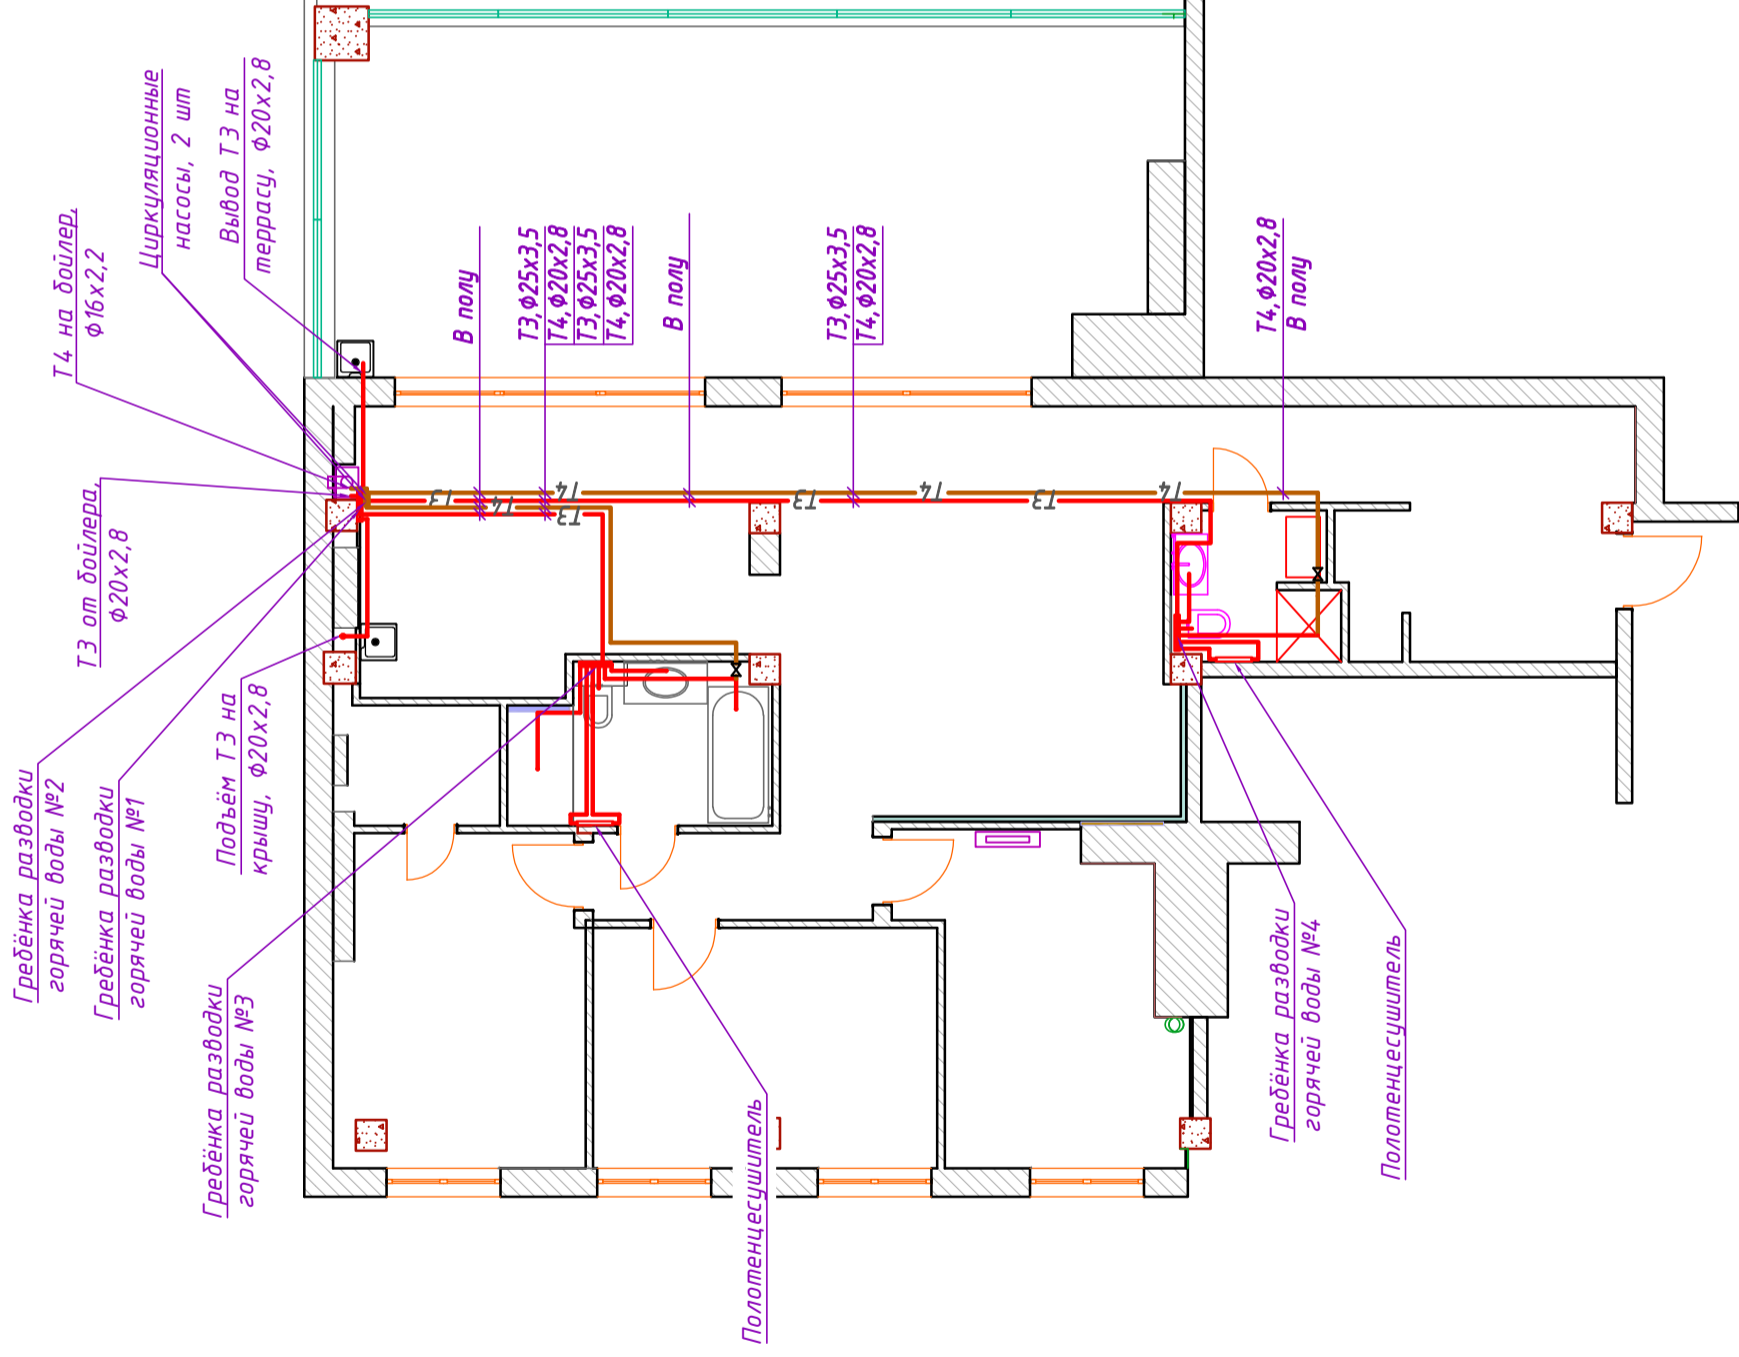 Т4 на бойлер,
Ф16х2,2
Циркуляционные
насосы, 2 шт
Вывод Т3 на
террасу, Ф20х2,8
Т3 от бойлера,
Ф20х2,8
В полу
Т3,Ф25х3,5
Т4,Ф20х2,8
Т3,Ф25х3,5
Т4,Ф20х2,8
В полу
Т3,Ф25х3,5
Т4,Ф20х2,8
Т4,Ф20х2,8
В полу
Т3
Т4
Т4
Т3
Т3
Т4
Т3
Т4
Гребёнка разводки
горячей воды №2
Гребёнка разводки
горячей воды №1
Подъём Т3 на
крышу, Ф20х2,8
Гребёнка разводки
горячей воды №3
Полотенцесушитель
Гребёнка разводки
горячей воды №4
Полотенцесушитель